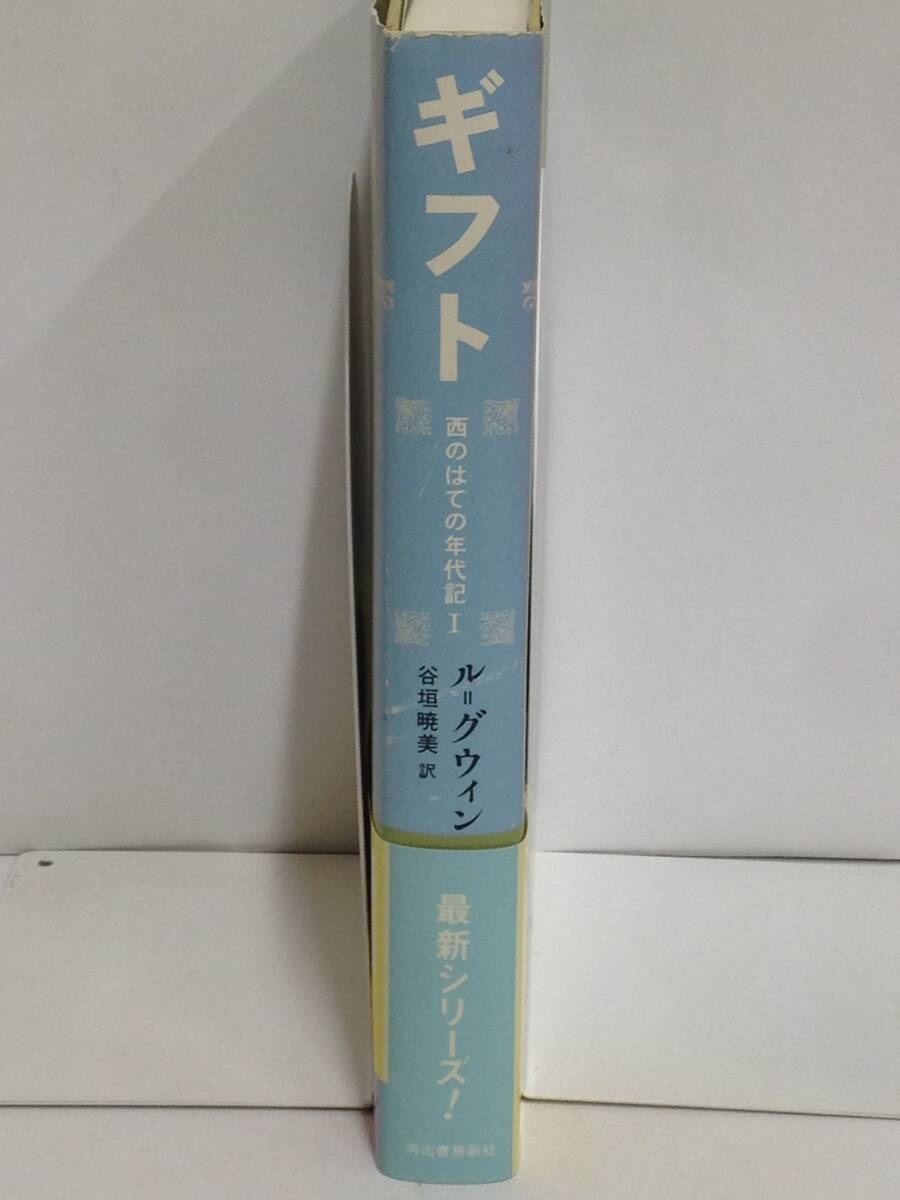 ギフト
西のはての年代記I
ル=グウィン
谷垣暁美 訳
最新シリーズ!
河出書房新社